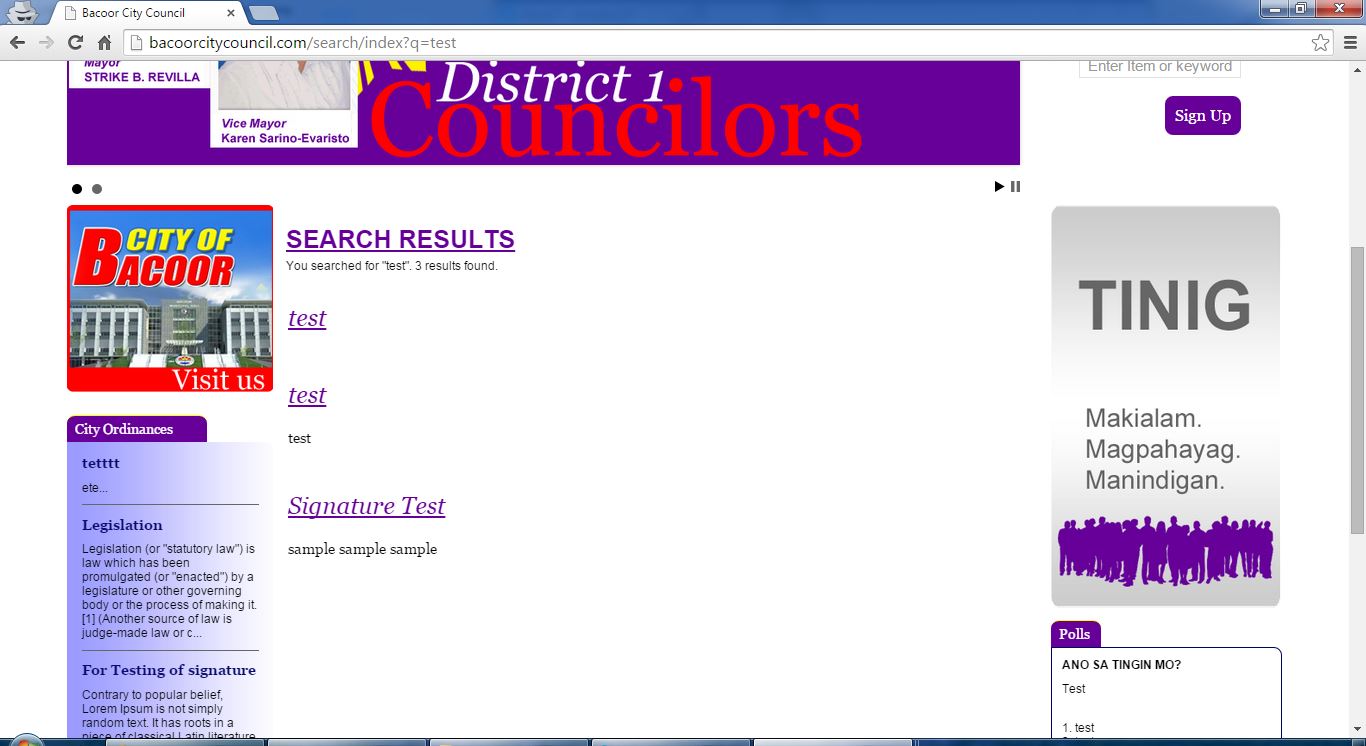 Bacoor City Council
bacoorcitycouncil.com/search/index?q=test
Mayor
STRIKE B. REVILLA
Vice Mayor
Karen Sarino-Evaristo
District 1
Councilors
Enter Item or keyword
Sign Up
CITY OF
BACOOR
Visit us
City Ordinances
tetttt
ete...
Legislation
Legislation (or "statutory law") is
law which has been
promulgated (or "enacted") by a
legislature or other governing
body or the process of making it.
[1] (Another source of law is
judge-made law or c...
For Testing of signature
Contrary to popular belief,
Lorem Ipsum is not simply
random text. It has roots in a
piece of classical Latin literature
SEARCH RESULTS
You searched for "test". 3 results found.
test
test
test
Signature Test
sample sample sample
TINIG
Makialam.
Magpahayag.
Manindigan.
Polls
ANO SA TINGIN MO?
Test
1. test